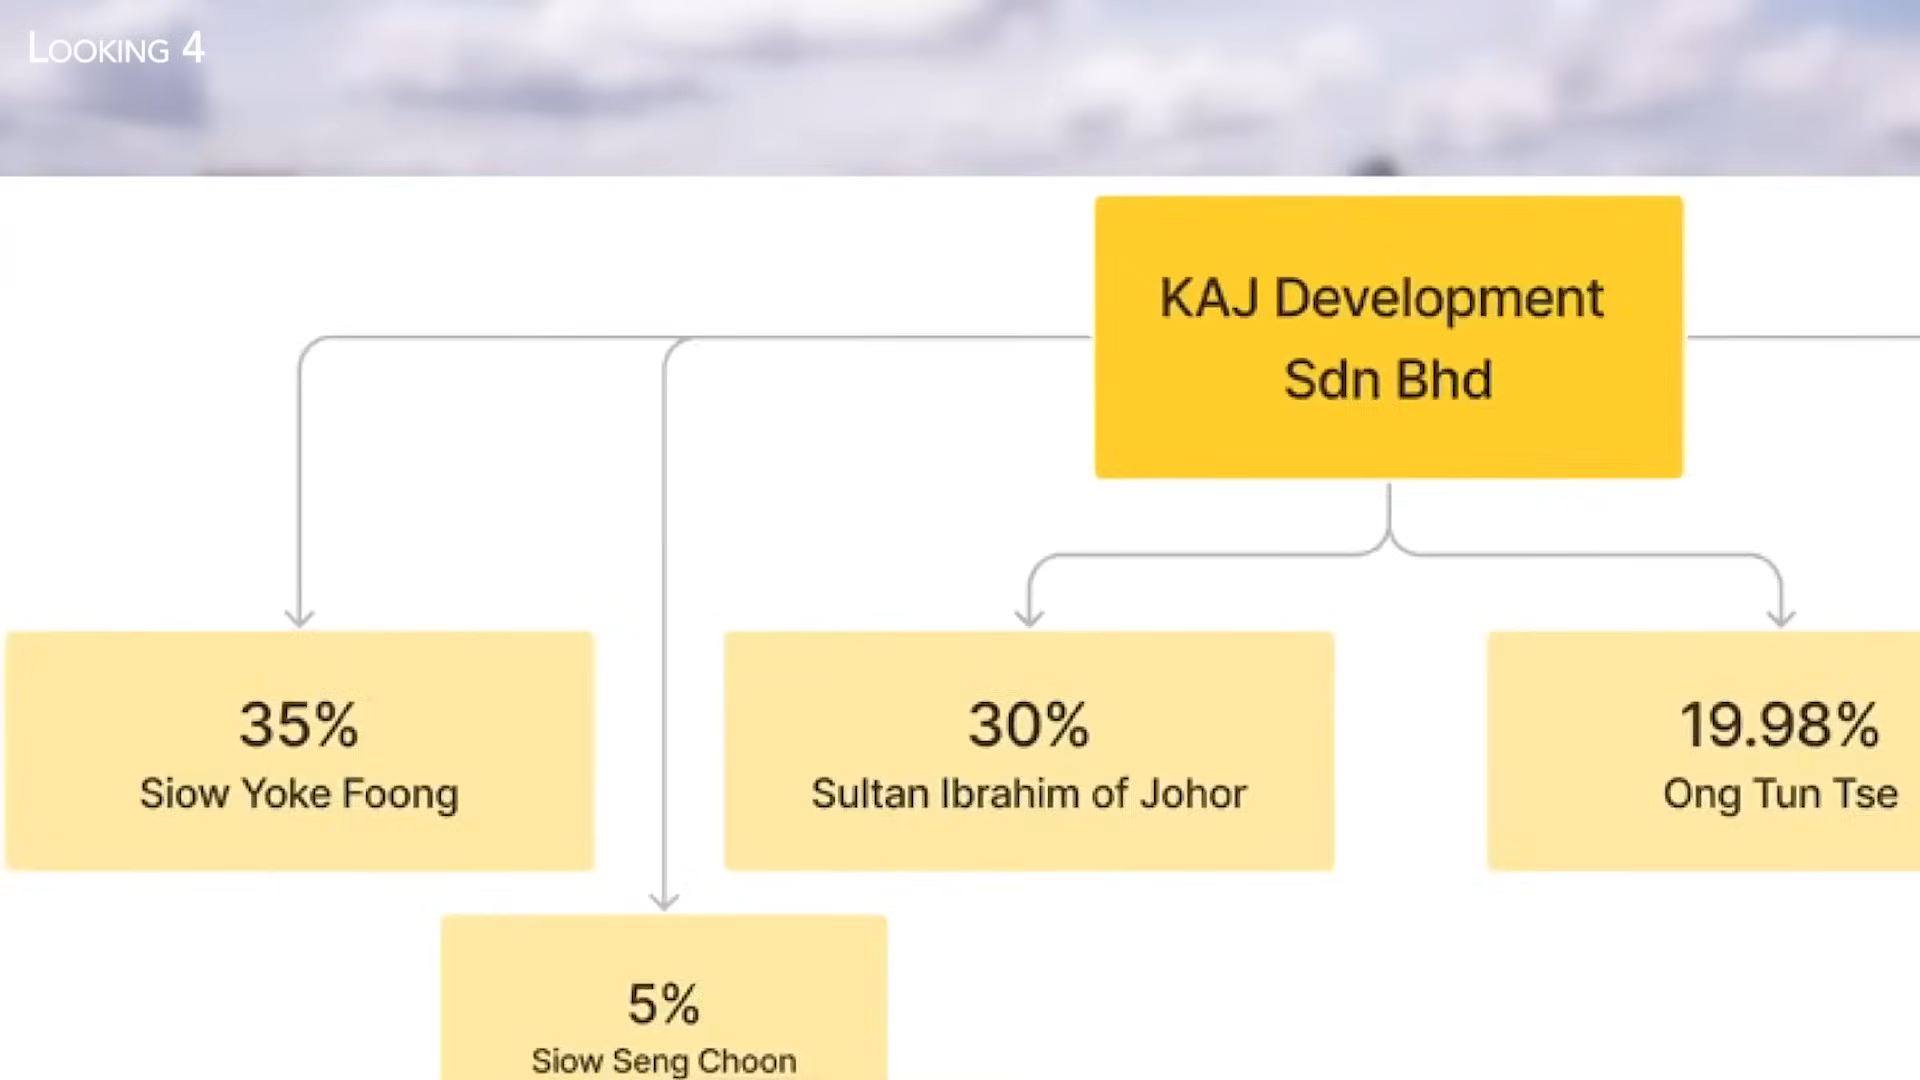 LOOKING 4
KAJ Development
Sdn Bhd
35%
Siow Yoke Foong
30%
Sultan Ibrahim of Johor
19.98%
Ong Tun Tse
5%
Siow Seng Choon